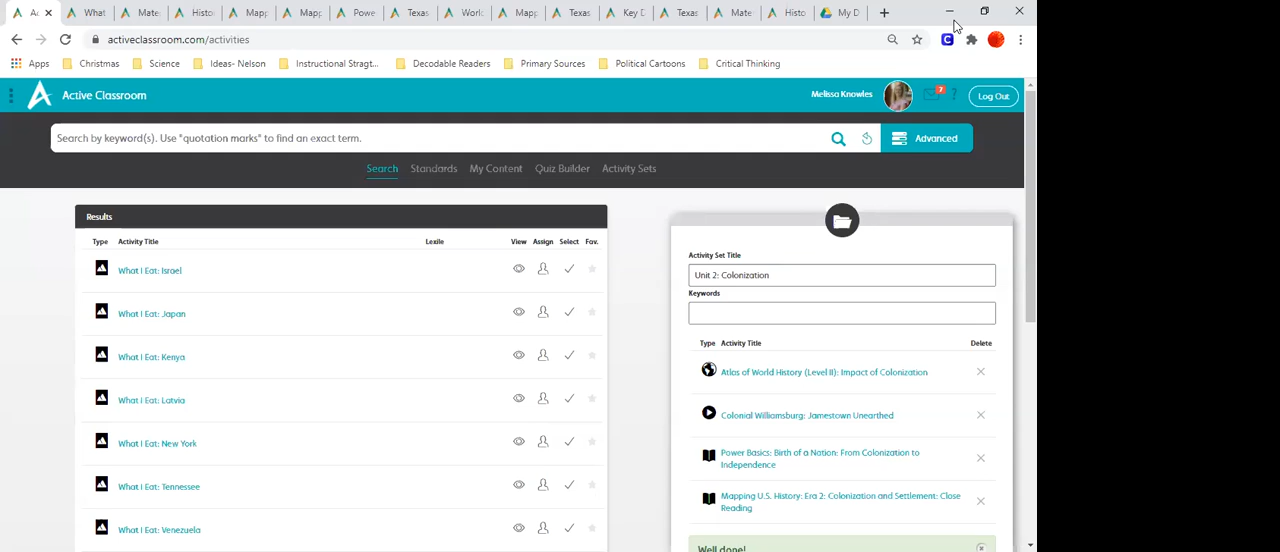 Ac
What
Mate
Histo
Mapp
Mapp
Powe
Texas
World
Mapp
Texas
Key D
Texas
Mate
Histo
My D
activeclassroom.com/activities
Apps Christmas Science Ideas- Nelson Instructional Stragt... Decodable Readers Primary Sources Political Cartoons Critical Thinking
Active Classroom
Melissa Knowles
7
?
Log Out
Search by keyword(s). Use "quotation marks" to find an exact term.
Advanced
Search Standards My Content Quiz Builder Activity Sets
Results
Type Activity Title Lexile View Assign Select Fav.
What I Eat: Israel
What I Eat: Japan
What I Eat: Kenya
What I Eat: Latvia
What I Eat: New York
What I Eat: Tennessee
What I Eat: Venezuela
Activity Set Title
Unit 2: Colonization
Keywords
Type Activity Title Delete
Atlas of World History (Level II): Impact of Colonization
Colonial Williamsburg: Jamestown Unearthed
Power Basics: Birth of a Nation: From Colonization to
Independence
Mapping U.S. History: Era 2: Colonization and Settlement: Close
Reading
Well done!